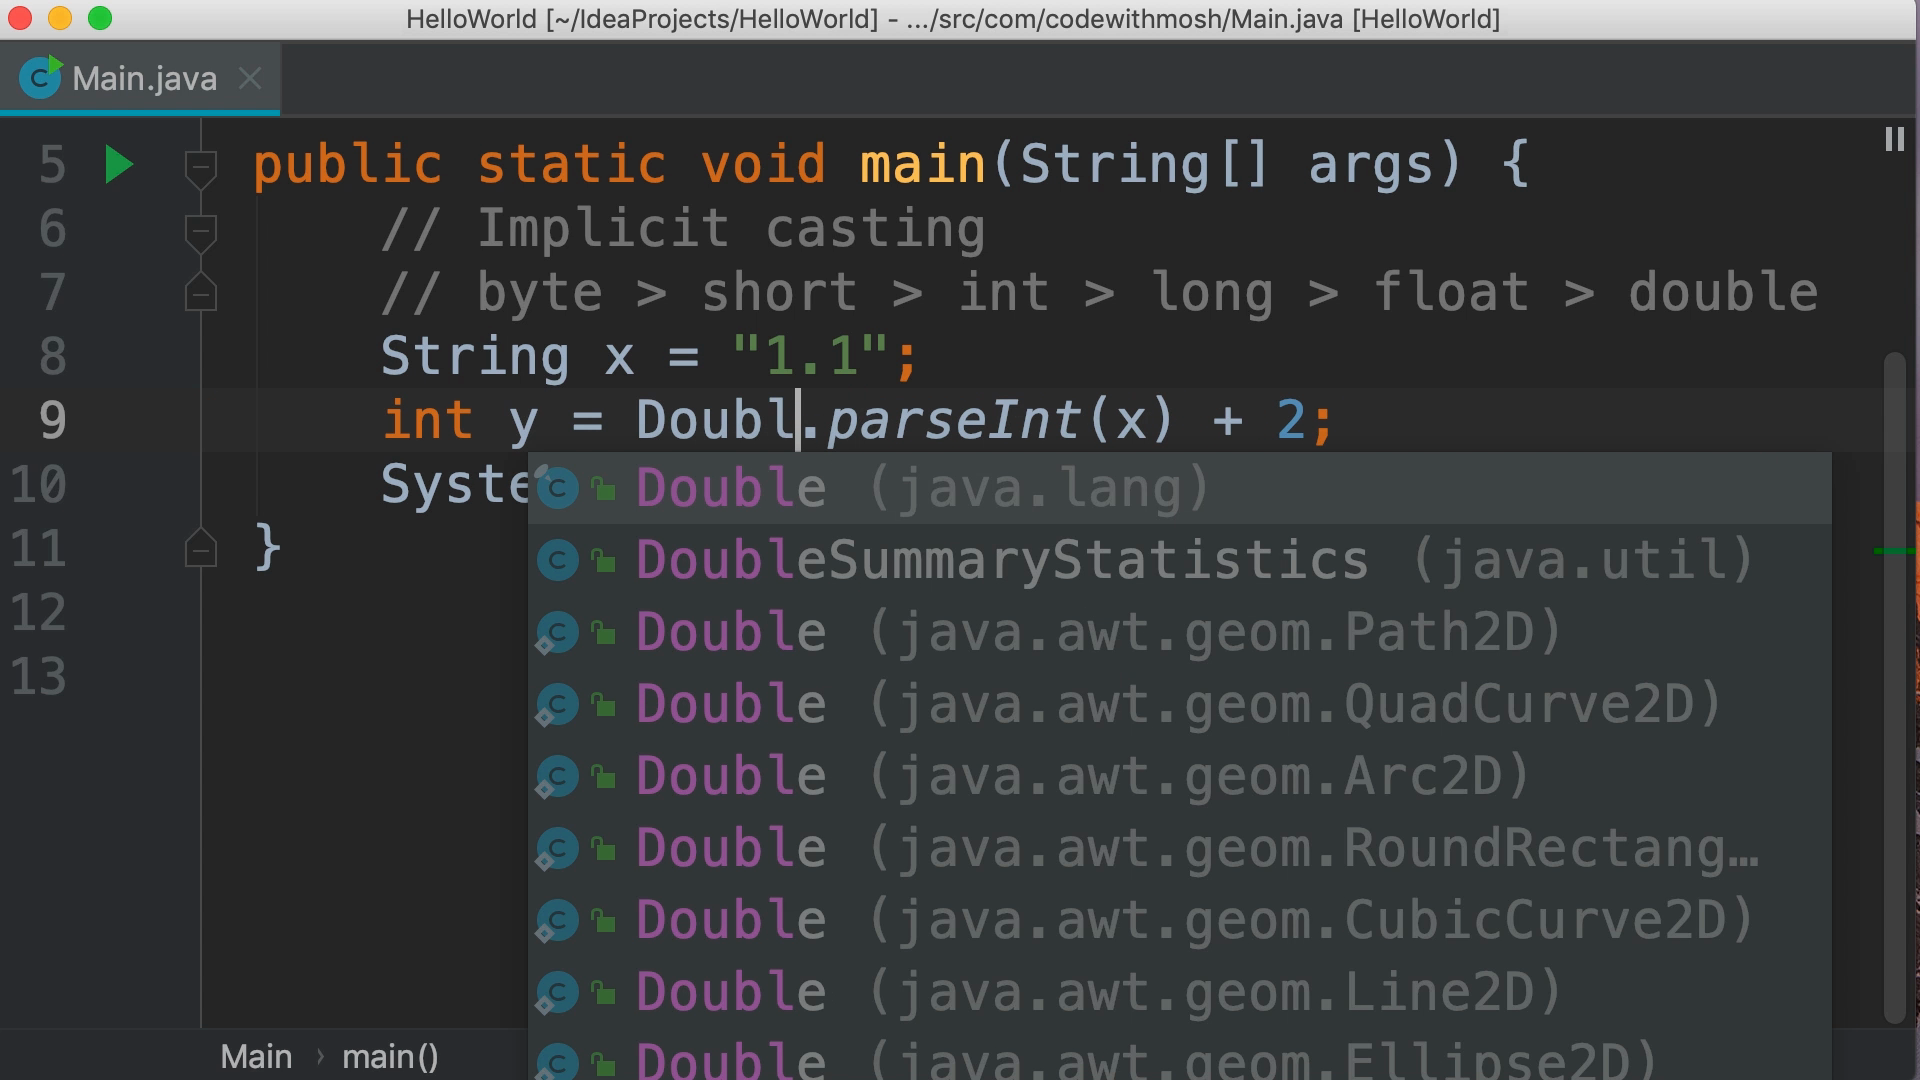 HelloWorld [~/IdeaProjects/HelloWorld] - .../src/com/codewithmosh/Main.java [HelloWorld]
Main.java
5 public static void main(String[] args) {
6 // Implicit casting
7 // byte > short > int > long > float > double
8 String x = "1.1";
9 int y = Doubl.parseInt(x) + 2;
10 Syste
Double (java.lang)
11 }
DoubleSummaryStatistics (java.util)
12
Double (java.awt.geom.Path2D)
13
Double (java.awt.geom.QuadCurve2D)
Double (java.awt.geom.Arc2D)
Double (java.awt.geom.RoundRectang…
Double (java.awt.geom.CubicCurve2D)
Double (java.awt.geom.Line2D)
Double (java.awt.geom.Ellipse2D)
Main › main()